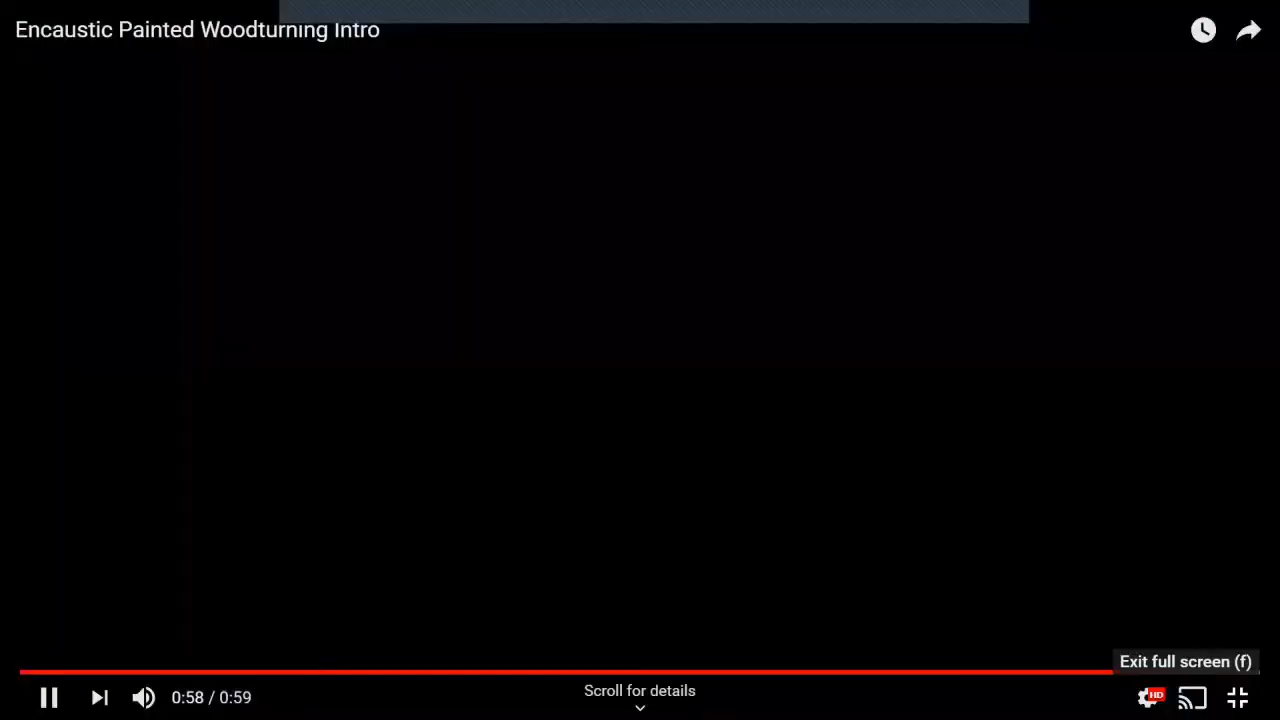 Encaustic Painted Woodturning Intro
Exit full screen (f)
HD
0:58 / 0:59
Scroll for details